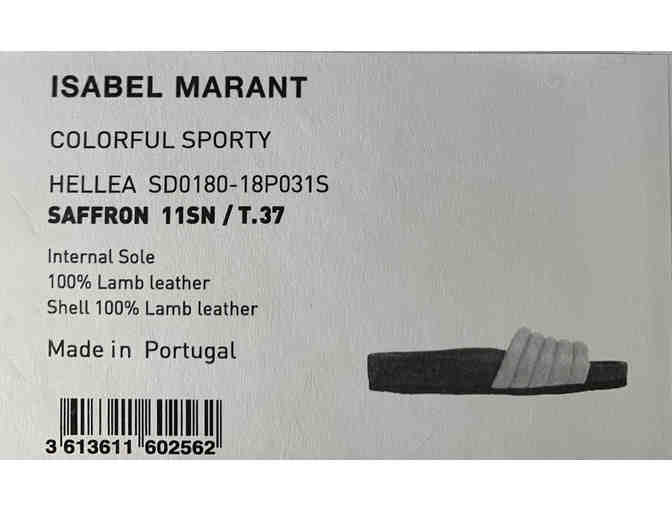 ISABEL MARANT
COLORFUL SPORTY
HELLEA SD0180-18P031S
SAFFRON 11SN / T.37
Internal Sole
100% Lamb leather
Shell 100% Lamb leather
Made in Portugal
3 613611 602562